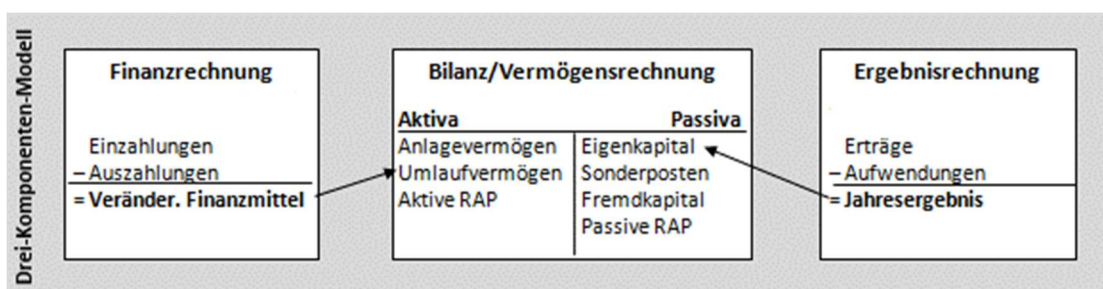 Drei-Komponenten-Modell
Finanzrechnung
Einzahlungen
– Auszahlungen
= Veränder. Finanzmittel
Bilanz/Vermögensrechnung
Aktiva Passiva
Anlagevermögen Eigenkapital
Umlaufvermögen Sonderposten
Aktive RAP Fremdkapital
Passive RAP
Ergebnisrechnung
Erträge
– Aufwendungen
= Jahresergebnis